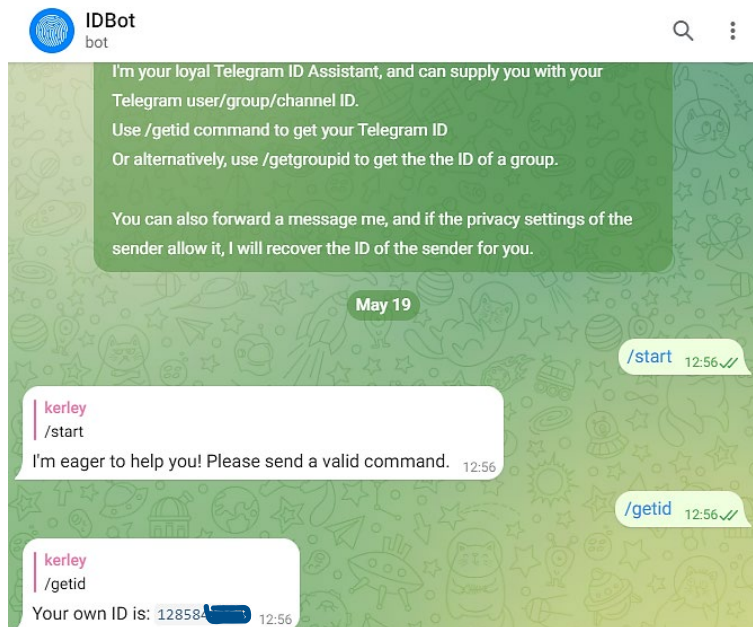 IDBot
bot
I'm your loyal Telegram ID Assistant, and can supply you with your
Telegram user/group/channel ID.
Use /getid command to get your Telegram ID
Or alternatively, use /getgroupid to get the the ID of a group.
You can also forward a message me, and if the privacy settings of the
sender allow it, I will recover the ID of the sender for you.
May 19
/start 12:56
kerley
/start
I'm eager to help you! Please send a valid command. 12:56
/getid 12:56
kerley
/getid
Your own ID is: 12858 12:56